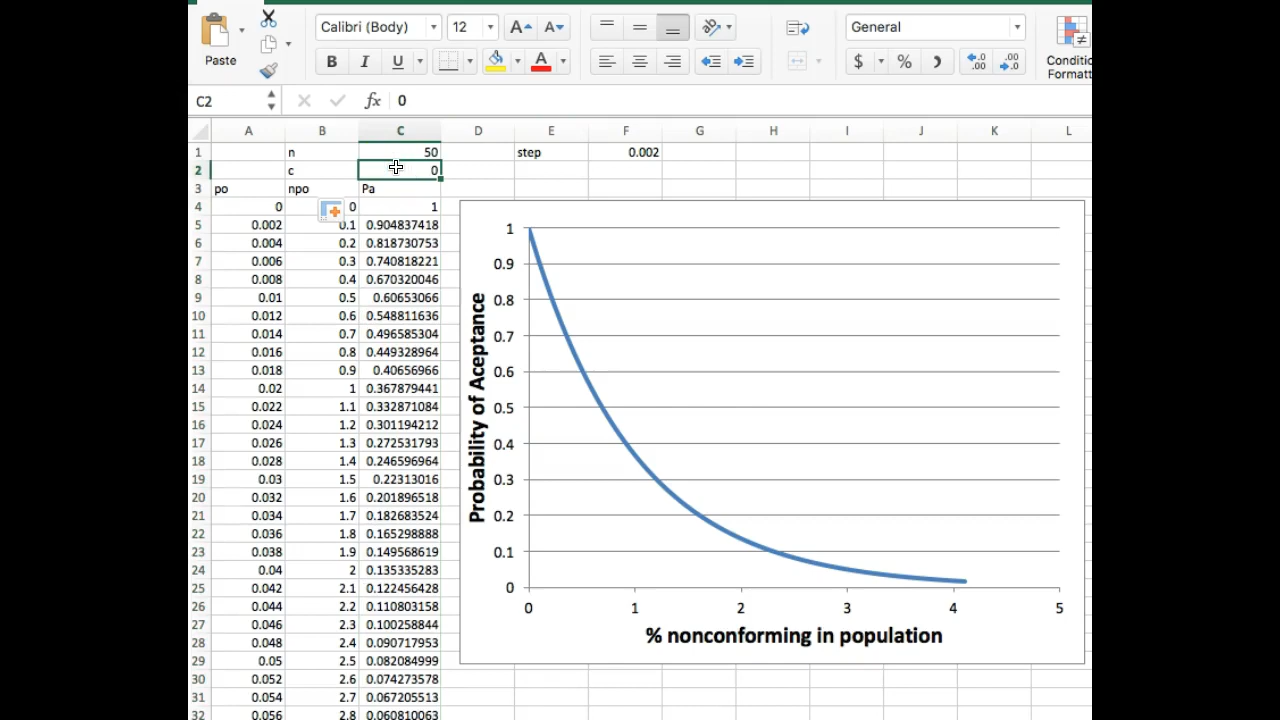 Calibri (Body) 12 A A General
Paste B I U A $ % Conditic
Formatt
C2 fx 0
A B C D E F G H I J K L
1 n 50 step 0.002
2 c 0
3 po npo Pa
4 0 0 1
5 0.002 0.1 0.904837418
6 0.004 0.2 0.818730753
7 0.006 0.3 0.740818221
8 0.008 0.4 0.670320046
9 0.01 0.5 0.60653066
10 0.012 0.6 0.548811636
11 0.014 0.7 0.496585304
12 0.016 0.8 0.449328964
13 0.018 0.9 0.40656966
14 0.02 1 0.367879441
15 0.022 1.1 0.332871084
16 0.024 1.2 0.301194212
17 0.026 1.3 0.272531793
18 0.028 1.4 0.246596964
19 0.03 1.5 0.22313016
20 0.032 1.6 0.201896518
21 0.034 1.7 0.182683524
22 0.036 1.8 0.165298888
23 0.038 1.9 0.149568619
24 0.04 2 0.135335283
25 0.042 2.1 0.122456428
26 0.044 2.2 0.110803158
27 0.046 2.3 0.100258844
28 0.048 2.4 0.090717953
29 0.05 2.5 0.082084999
30 0.052 2.6 0.074273578
31 0.054 2.7 0.067205513
32 0.056 2.8 0.060810063
Probability of Aceptance
1
0.9
0.8
0.7
0.6
0.5
0.4
0.3
0.2
0.1
0
0 1 2 3 4 5
% nonconforming in population